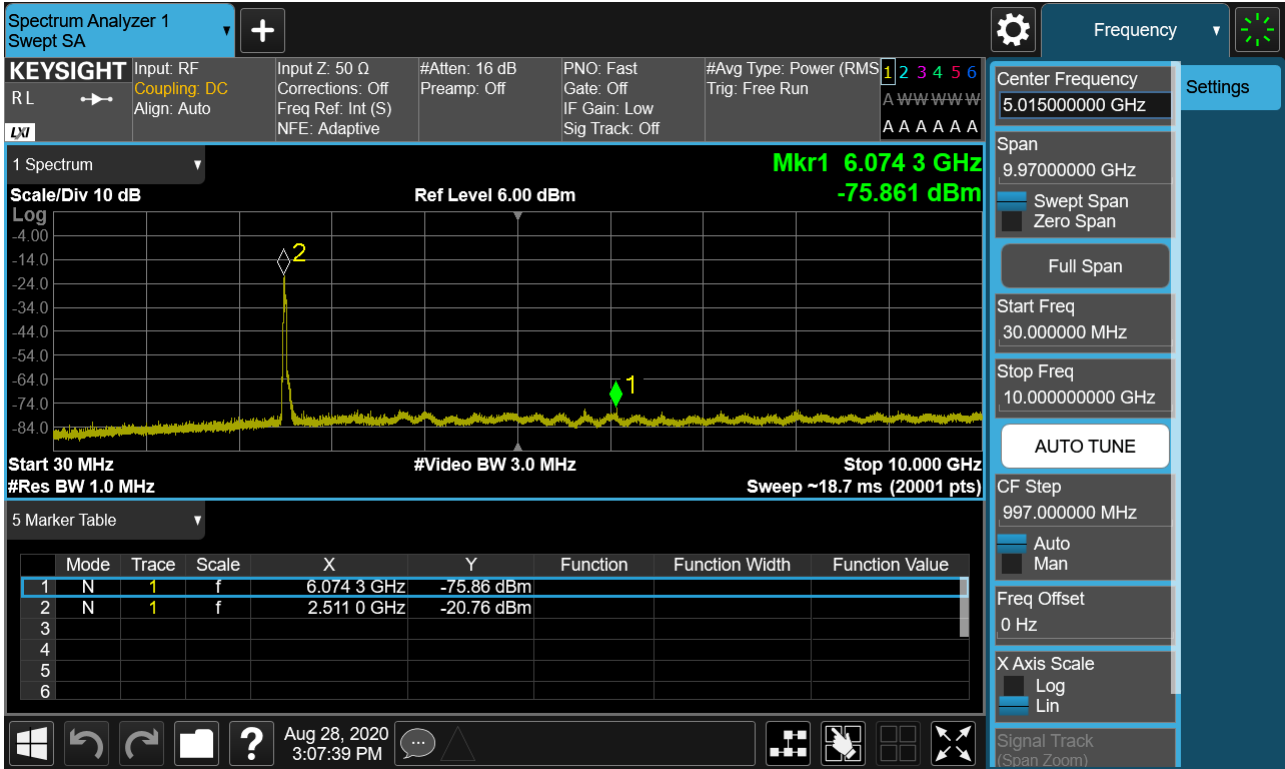 Spectrum Analyzer 1
Swept SA
Frequency
KEYSIGHT
R L
LXI
Input: RF
Coupling: DC
Align: Auto
Input Z: 50 Ω
Corrections: Off
Freq Ref: Int (S)
NFE: Adaptive
#Atten: 16 dB
Preamp: Off
PNO: Fast
Gate: Off
IF Gain: Low
Sig Track: Off
#Avg Type: Power (RMS
Trig: Free Run
1 2 3 4 5 6
A W W W W W
A A A A A A
1 Spectrum
Mkr1 6.074 3 GHz
-75.861 dBm
Scale/Div 10 dB
Ref Level 6.00 dBm
Log
-4.00
-14.0
-24.0
-34.0
-44.0
-54.0
-64.0
-74.0
-84.0
2
1
Start 30 MHz
#Video BW 3.0 MHz
Stop 10.000 GHz
#Res BW 1.0 MHz
Sweep ~18.7 ms (20001 pts)
5 Marker Table
Mode Trace Scale X Y Function Function Width Function Value
1 N 1 f 6.074 3 GHz -75.86 dBm
2 N 1 f 2.511 0 GHz -20.76 dBm
3
4
5
6
Aug 28, 2020
3:07:39 PM
Settings
Center Frequency
5.015000000 GHz
Span
9.97000000 GHz
Swept Span
Zero Span
Full Span
Start Freq
30.000000 MHz
Stop Freq
10.000000000 GHz
AUTO TUNE
CF Step
997.000000 MHz
Auto
Man
Freq Offset
0 Hz
X Axis Scale
Log
Lin
Signal Track
(Span Zoom)